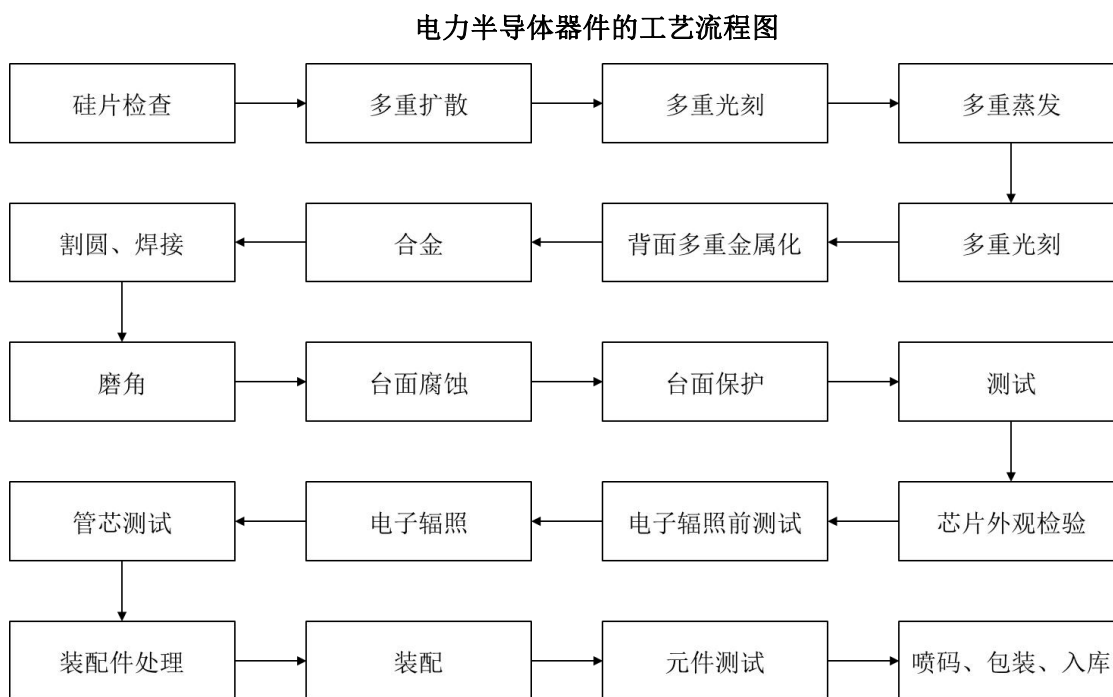 电力半导体器件的工艺流程图
硅片检查
多重扩散
多重光刻
多重蒸发
割圆、焊接
合金
背面多重金属化
多重光刻
磨角
台面腐蚀
台面保护
测试
管芯测试
电子辐照
电子辐照前测试
芯片外观检验
装配件处理
装配
元件测试
喷码、包装、入库